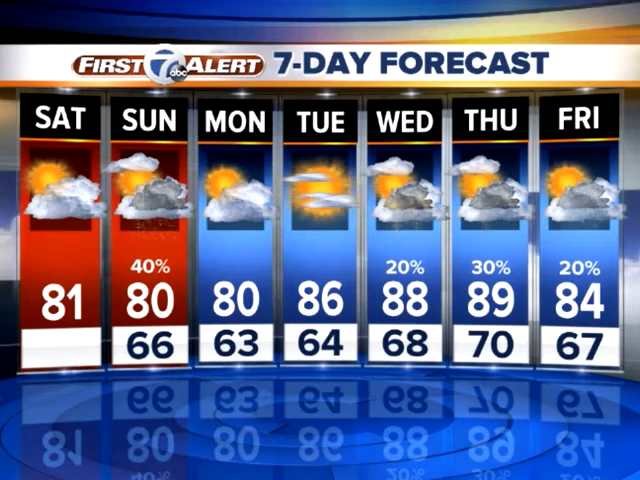 FIRST 7 abc ALERT 7-DAY FORECAST
SAT SUN MON TUE WED THU FRI
40% 20% 30% 20%
81 80 80 86 88 89 84
66 63 64 68 70 67